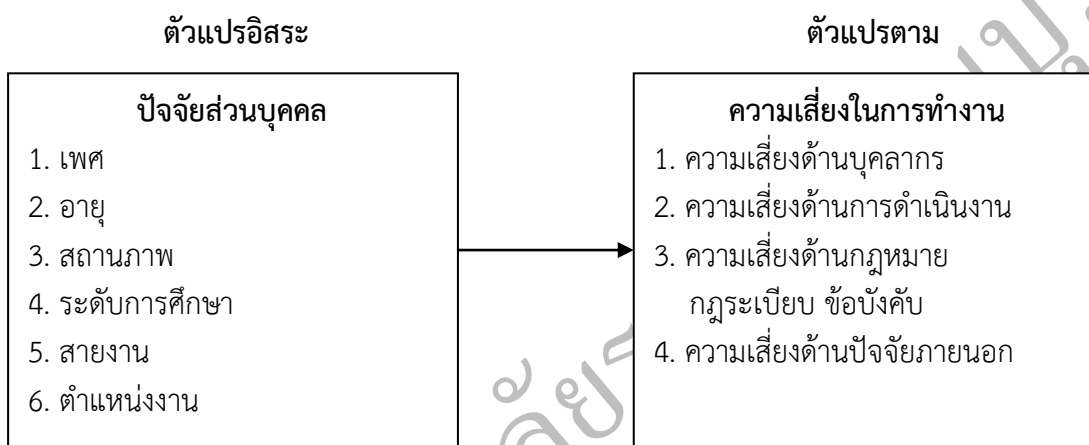 ตัวแปรอิสระ
ตัวแปรตาม
ปัจจัยส่วนบุคคล
1. เพศ
2. อายุ
3. สถานภาพ
4. ระดับการศึกษา
5. สายงาน
6. ตำแหน่งงาน
ความเสี่ยงในการทำงาน
1. ความเสี่ยงด้านบุคลากร
2. ความเสี่ยงด้านการดำเนินงาน
3. ความเสี่ยงด้านกฎหมาย
กฎระเบียบ ข้อบังคับ
4. ความเสี่ยงด้านปัจจัยภายนอก